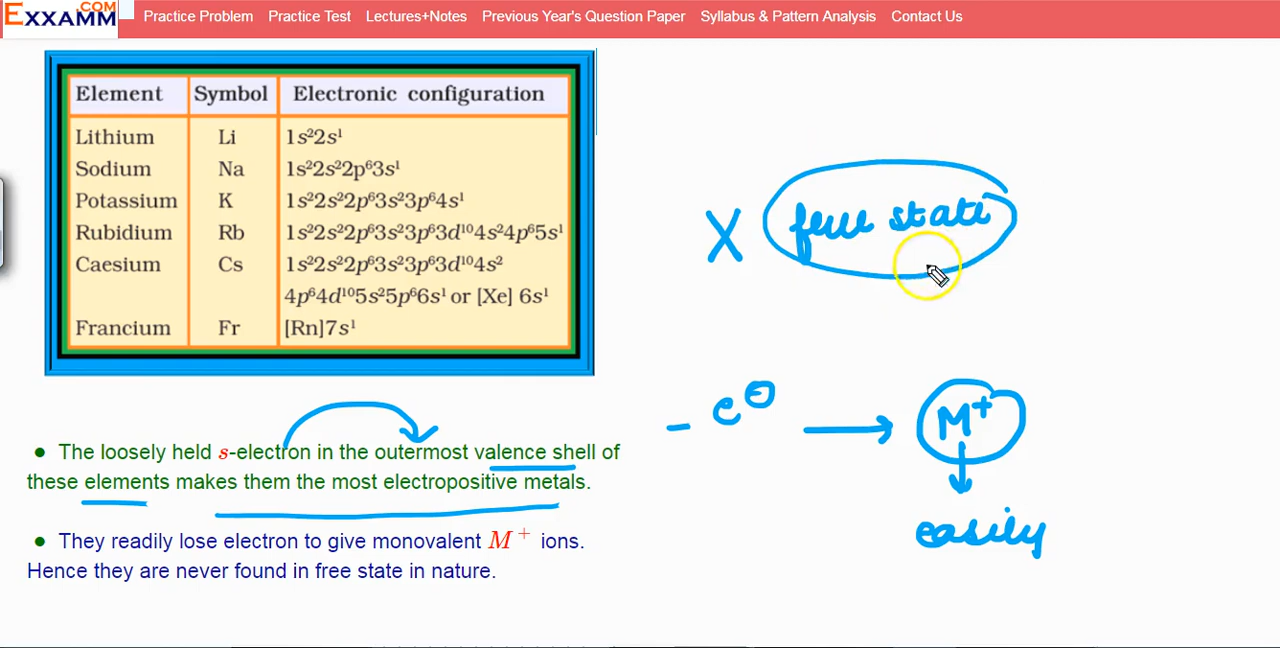 EXXAMM.COM
Practice Problem Practice Test Lectures+Notes Previous Year's Question Paper Syllabus & Pattern Analysis Contact Us
Element Symbol Electronic configuration
Lithium Li 1s²2s¹
Sodium Na 1s²2s²2p⁶3s¹
Potassium K 1s²2s²2p⁶3s²3p⁶4s¹
Rubidium Rb 1s²2s²2p⁶3s²3p⁶3d¹⁰4s²4p⁶5s¹
Caesium Cs 1s²2s²2p⁶3s²3p⁶3d¹⁰4s²
4p⁶4d¹⁰5s²5p⁶6s¹ or [Xe] 6s¹
Francium Fr [Rn]7s¹
X free state
- e⊖ → M⁺
easily
● The loosely held s-electron in the outermost valence shell of
these elements makes them the most electropositive metals.
● They readily lose electron to give monovalent M⁺ ions.
Hence they are never found in free state in nature.